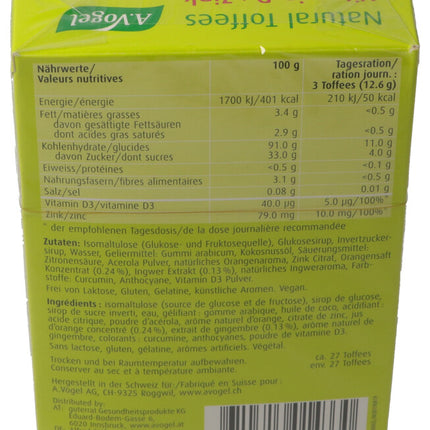 A.Vogel
Natural Toffees
Nährwerte/
Valeurs nutritives
100 g
Tagesration/
ration journ.:
3 Toffees (12.6 g)
Energie/énergie 1700 kJ/401 kcal 210 kJ/50 kcal
Fett/matières grasses 3.4 g <0.5 g
davon gesättigte Fettsäuren
dont acides gras saturés 2.9 g <0.5 g
Kohlenhydrate/glucides 91.0 g 11.0 g
davon Zucker/dont sucres 33.0 g 4.0 g
Eiweiss/protéines <0.5 g <0.1 g
Nahrungsfasern/fibres alimentaires 3.1 g <0.5 g
Salz/sel 0.08 g 0.01 g
Vitamin D3/vitamine D3 40.0 µg 5.0 µg/100%*
Zink/zinc 79.0 mg 10.0 mg/100%*
* der empfohlenen Tagesdosis/de la dose journalière recommandée
Zutaten: Isomaltulose (Glukose- und Fruktosequelle), Glukosesirup, Invertzucker-
sirup, Wasser, Geliermittel: Gummi arabicum, Kokosnussöl, Säuerungsmittel:
Zitronensäure, Acerola Pulver, natürliches Orangenaroma, Zink Citrat, Orangensaft
Konzentrat (0.24%), Ingwer Extrakt (0.13%), natürliches Ingweraroma, Farb-
stoffe: Curcumin, Anthocyane, Vitamin D3 Pulver.
Frei von Laktose, Gluten, Gelatine, künstlichen Aromen. Vegan.
Ingrédients : isomaltulose (source de glucose et de fructose), sirop de glucose,
sirop de sucre inverti, eau, gélifiant: gomme arabique, huile de coco, acidifiant :
acide citrique, poudre d'acérola, arôme naturel d'orange, citrate de zinc, jus
d'orange concentré (0.24%), extrait de gingembre (0.13%), arôme naturel de
gingembre, colorants : curcumine, anthocyanes, poudre de vitamine D3.
Sans lactose, gluten, gélatine, arômes artificiels. Végétal.
Trocken und bei Raumtemperatur aufbewahren. ca. 27 Toffees
Conserver au sec et à température ambiante. env. 27 Toffees
Hergestellt in der Schweiz für·/Fabriqué en Suisse pour :
A.Vogel AG, CH-9325 Roggwil, www.avogel.ch
Distribution:
AT: guterrat Gesundheitsprodukte KG
Eduard-Bodem-Gasse 6,
6020 Innsbruck,